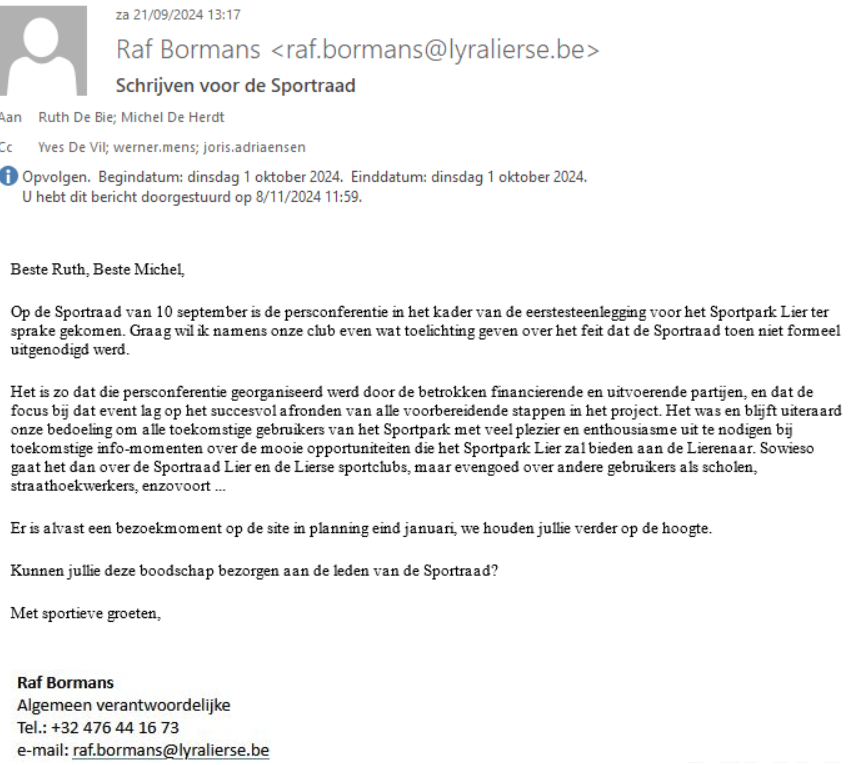 za 21/09/2024 13:17
Raf Bormans <raf.bormans@lyralierse.be>
Schrijven voor de Sportraad
Aan Ruth De Bie; Michel De Herdt
Cc Yves De Vil; werner.mens; joris.adriaensen
Opvolgen. Begindatum: dinsdag 1 oktober 2024. Einddatum: dinsdag 1 oktober 2024.
U hebt dit bericht doorgestuurd op 8/11/2024 11:59.
Beste Ruth, Beste Michel,
Op de Sportraad van 10 september is de persconferentie in het kader van de eerstesteenlegging voor het Sportpark Lier ter
sprake gekomen. Graag wil ik namens onze club even wat toelichting geven over het feit dat de Sportraad toen niet formeel
uitgenodigd werd.
Het is zo dat die persconferentie georganiseerd werd door de betrokken financierende en uitvoerende partijen, en dat de
focus bij dat event lag op het succesvol afronden van alle voorbereidende stappen in het project. Het was en blijft uiteraard
onze bedoeling om alle toekomstige gebruikers van het Sportpark met veel plezier en enthousiasme uit te nodigen bij
toekomstige info-momenten over de mooie opportuniteiten die het Sportpark Lier zal bieden aan de Lierenaar. Sowieso
gaat het dan over de Sportraad Lier en de Lierse sportclubs, maar evengoed over andere gebruikers als scholen,
straathoekwerkers, enzovoort ...
Er is alvast een bezoekmoment op de site in planning eind januari, we houden jullie verder op de hoogte.
Kunnen jullie deze boodschap bezorgen aan de leden van de Sportraad?
Met sportieve groeten,
Raf Bormans
Algemeen verantwoordelijke
Tel.: +32 476 44 16 73
e-mail: raf.bormans@lyralierse.be